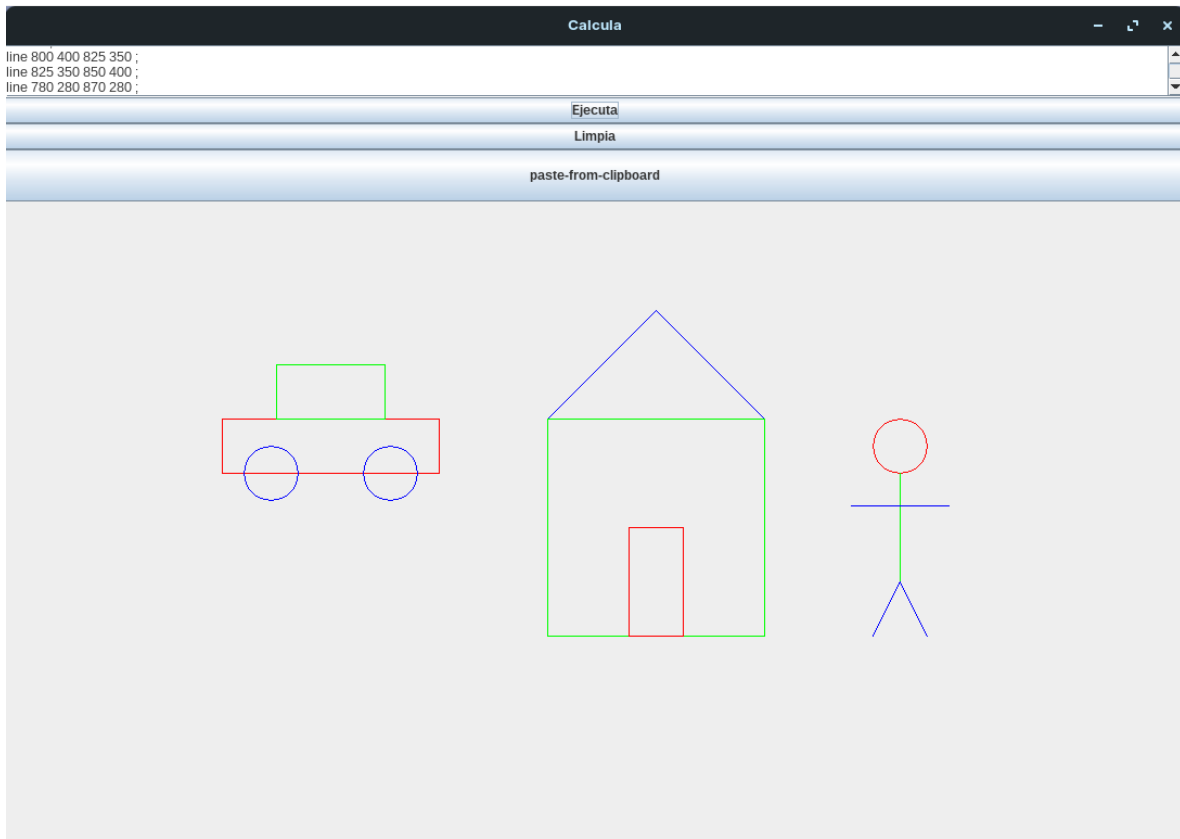 Calcula
line 800 400 825 350 ;
line 825 350 850 400 ;
line 780 280 870 280 ;
Ejecuta
Limpia
paste-from-clipboard